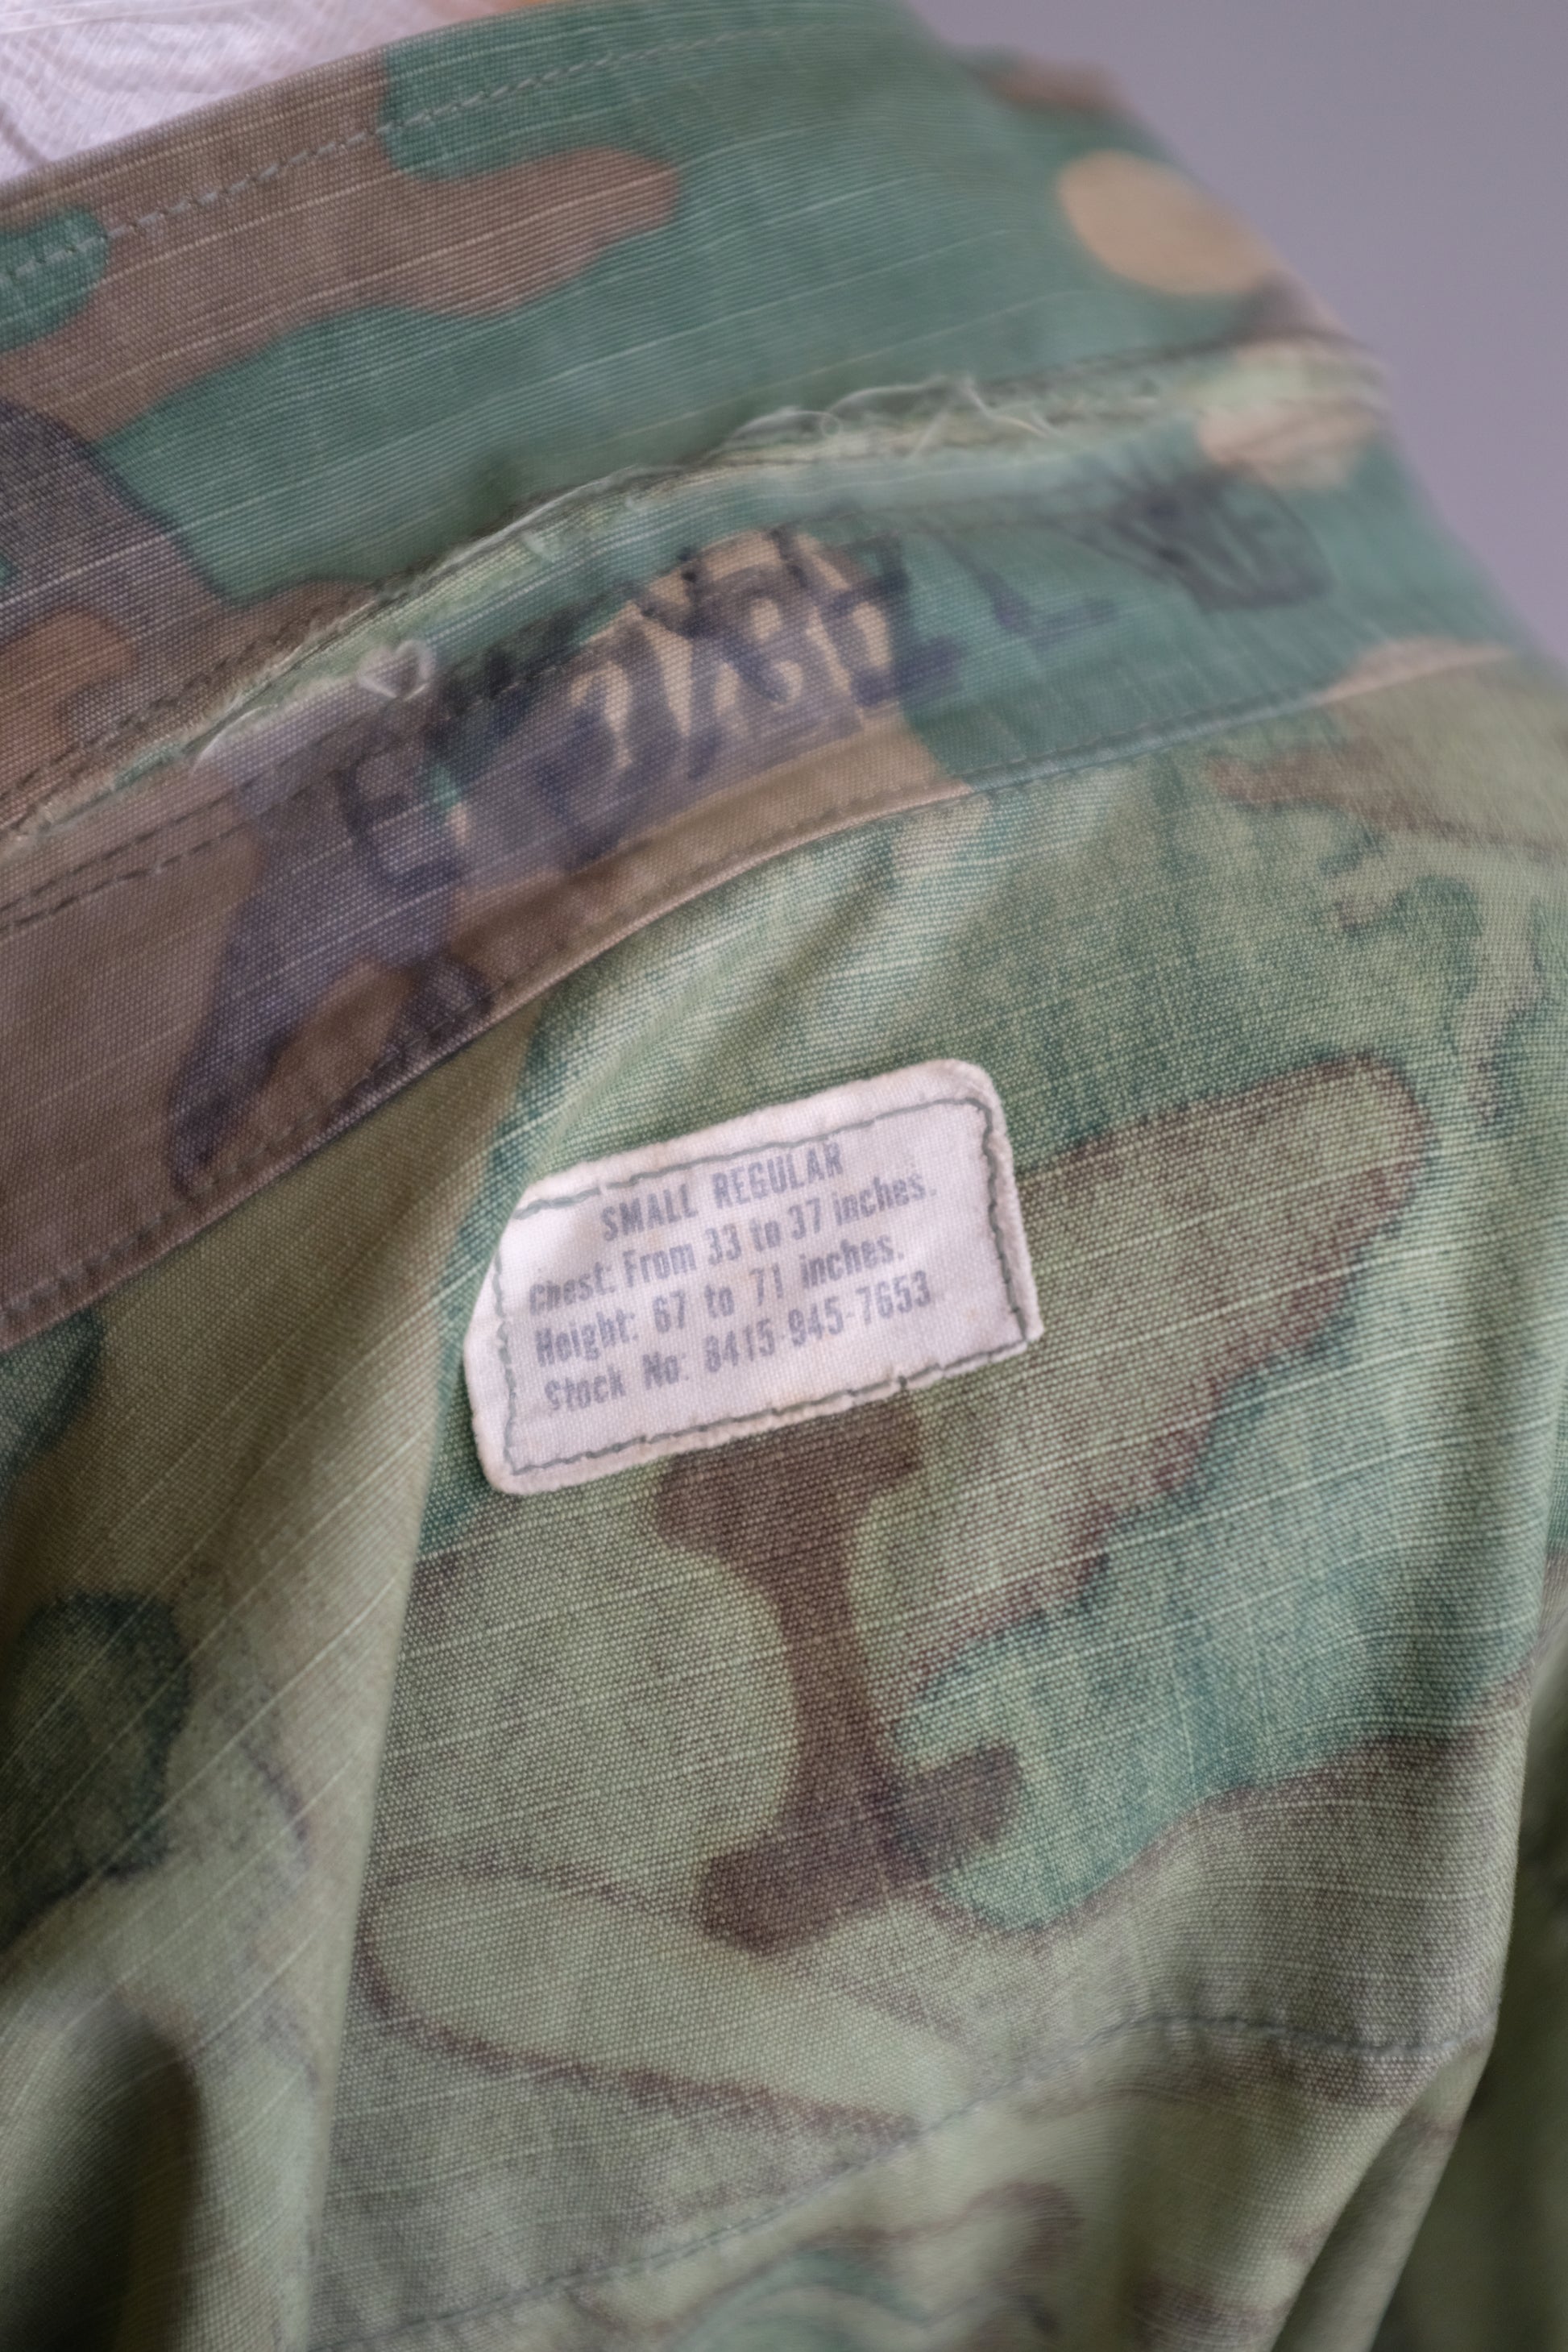 SMALL REGULAR
Chest: From 33 to 37 inches.
Height: 67 to 71 inches.
Stock No: 8415-945-7653